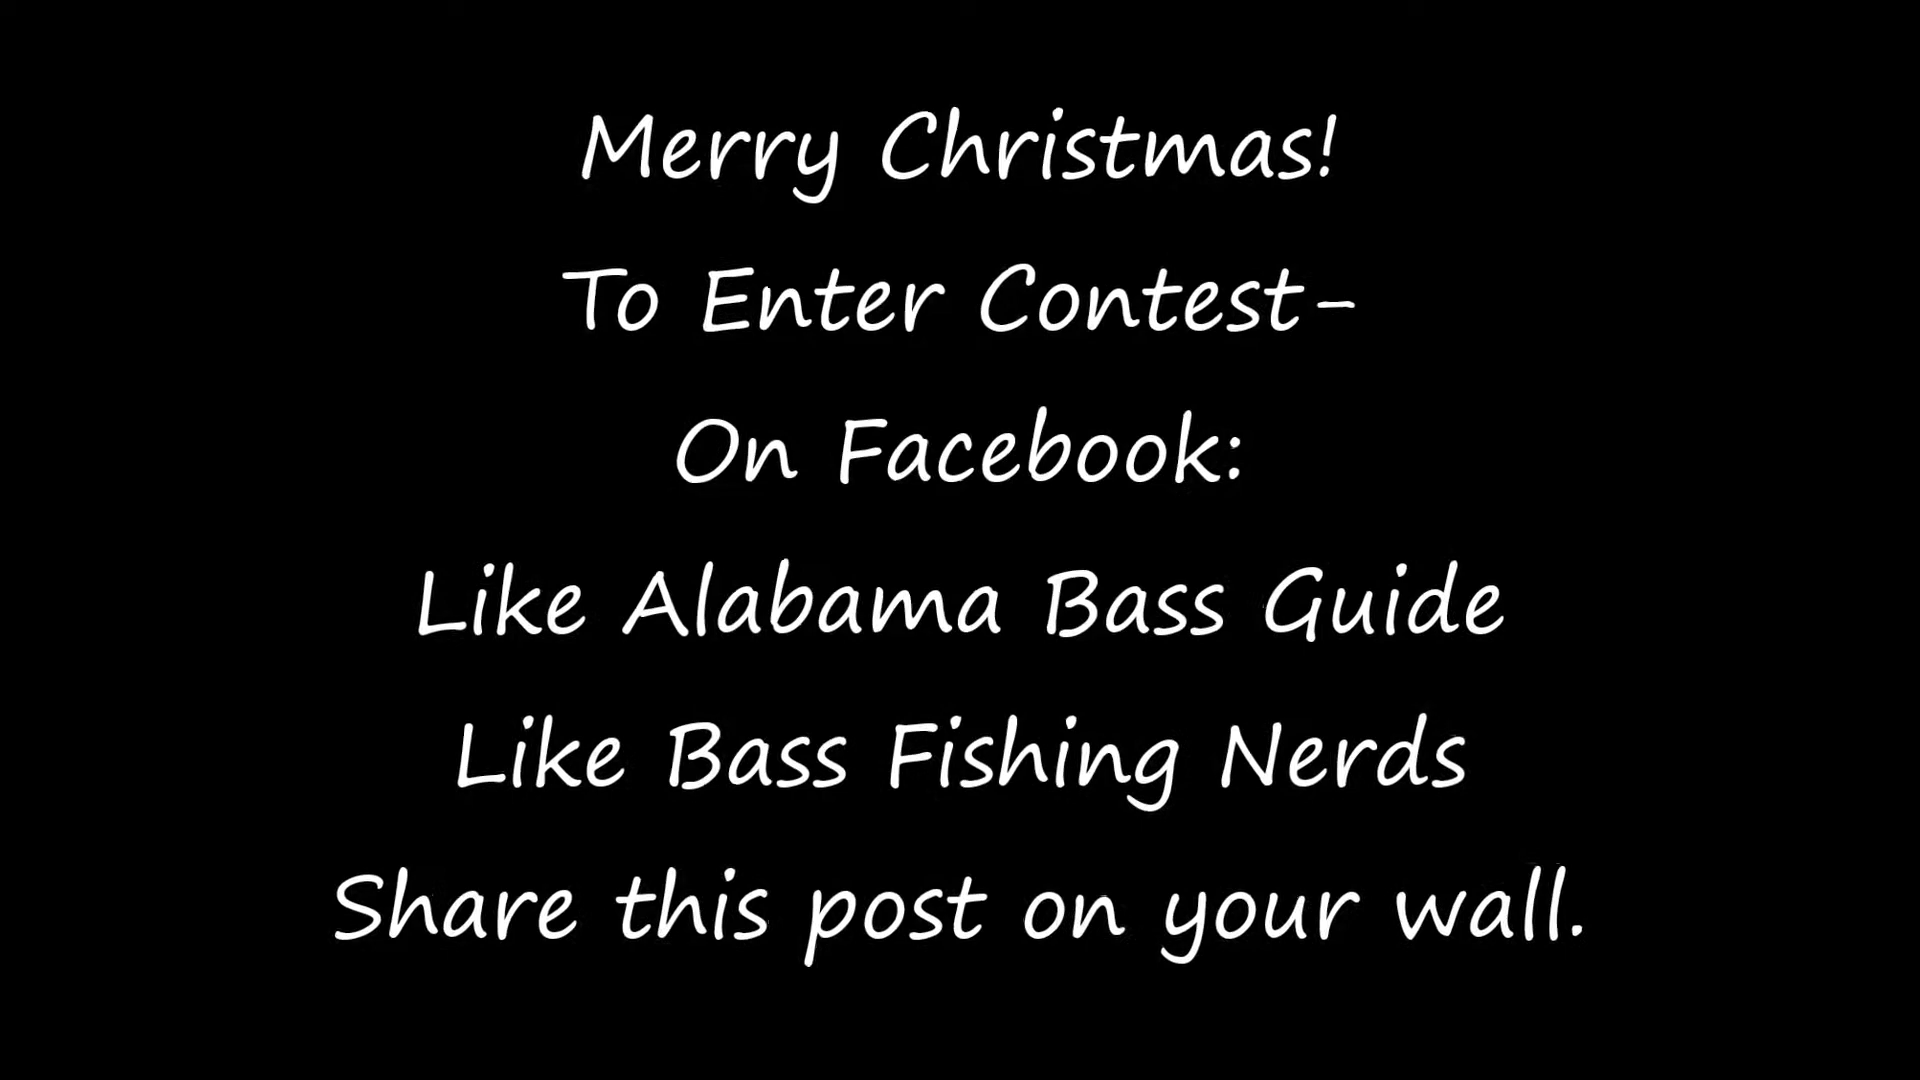 Merry Christmas!
To Enter Contest-
On Facebook:
Like Alabama Bass Guide
Like Bass Fishing Nerds
Share this post on your wall.